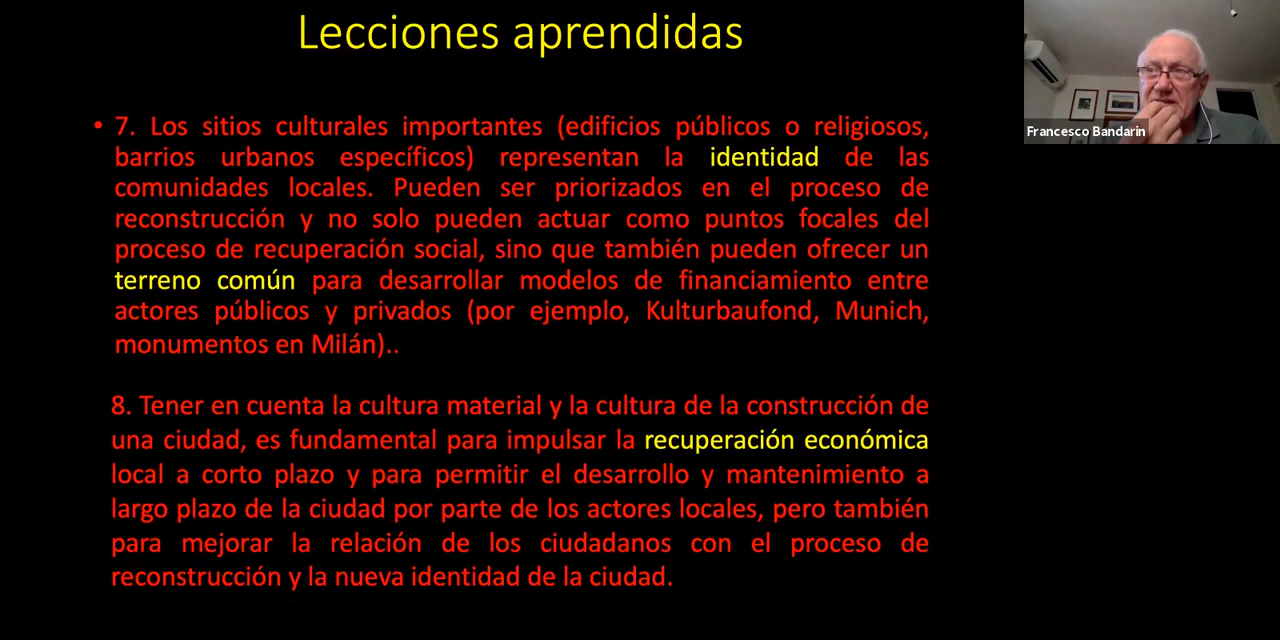 Lecciones aprendidas
• 7. Los sitios culturales importantes (edificios públicos o religiosos,
barrios urbanos específicos) representan la identidad de las
comunidades locales. Pueden ser priorizados en el proceso de
reconstrucción y no solo pueden actuar como puntos focales del
proceso de recuperación social, sino que también pueden ofrecer un
terreno común para desarrollar modelos de financiamiento entre
actores públicos y privados (por ejemplo, Kulturbaufond, Munich,
monumentos en Milán)..
8. Tener en cuenta la cultura material y la cultura de la construcción de
una ciudad, es fundamental para impulsar la recuperación económica
local a corto plazo y para permitir el desarrollo y mantenimiento a
largo plazo de la ciudad por parte de los actores locales, pero también
para mejorar la relación de los ciudadanos con el proceso de
reconstrucción y la nueva identidad de la ciudad.
Francesco Bandarin